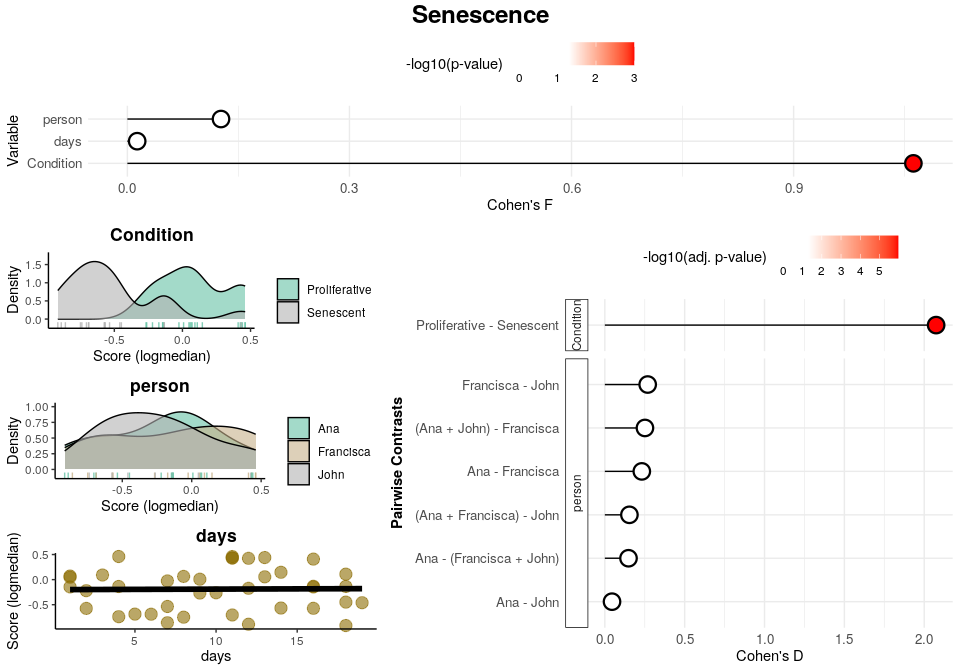 Senescence
-log10(p-value)
0 1 2 3
Variable
person
days
Condition
0.0 0.3 0.6 0.9
Cohen's F
Condition
Density
1.5
1.0
0.5
0.0
-0.5 0.0 0.5
Score (logmedian)
Proliferative
Senescent
person
Density
1.00
0.75
0.50
0.25
0.00
-0.5 0.0 0.5
Score (logmedian)
Ana
Francisca
John
days
Score (logmedian)
0.5
0.0
-0.5
5 10 15
days
-log10(adj. p-value)
0 1 2 3 4 5
Pairwise Contrasts
Proliferative - Senescent
Condition
Francisca - John
(Ana + John) - Francisca
Ana - Francisca
(Ana + Francisca) - John
Ana - (Francisca + John)
Ana - John
person
0.0 0.5 1.0 1.5 2.0
Cohen's D